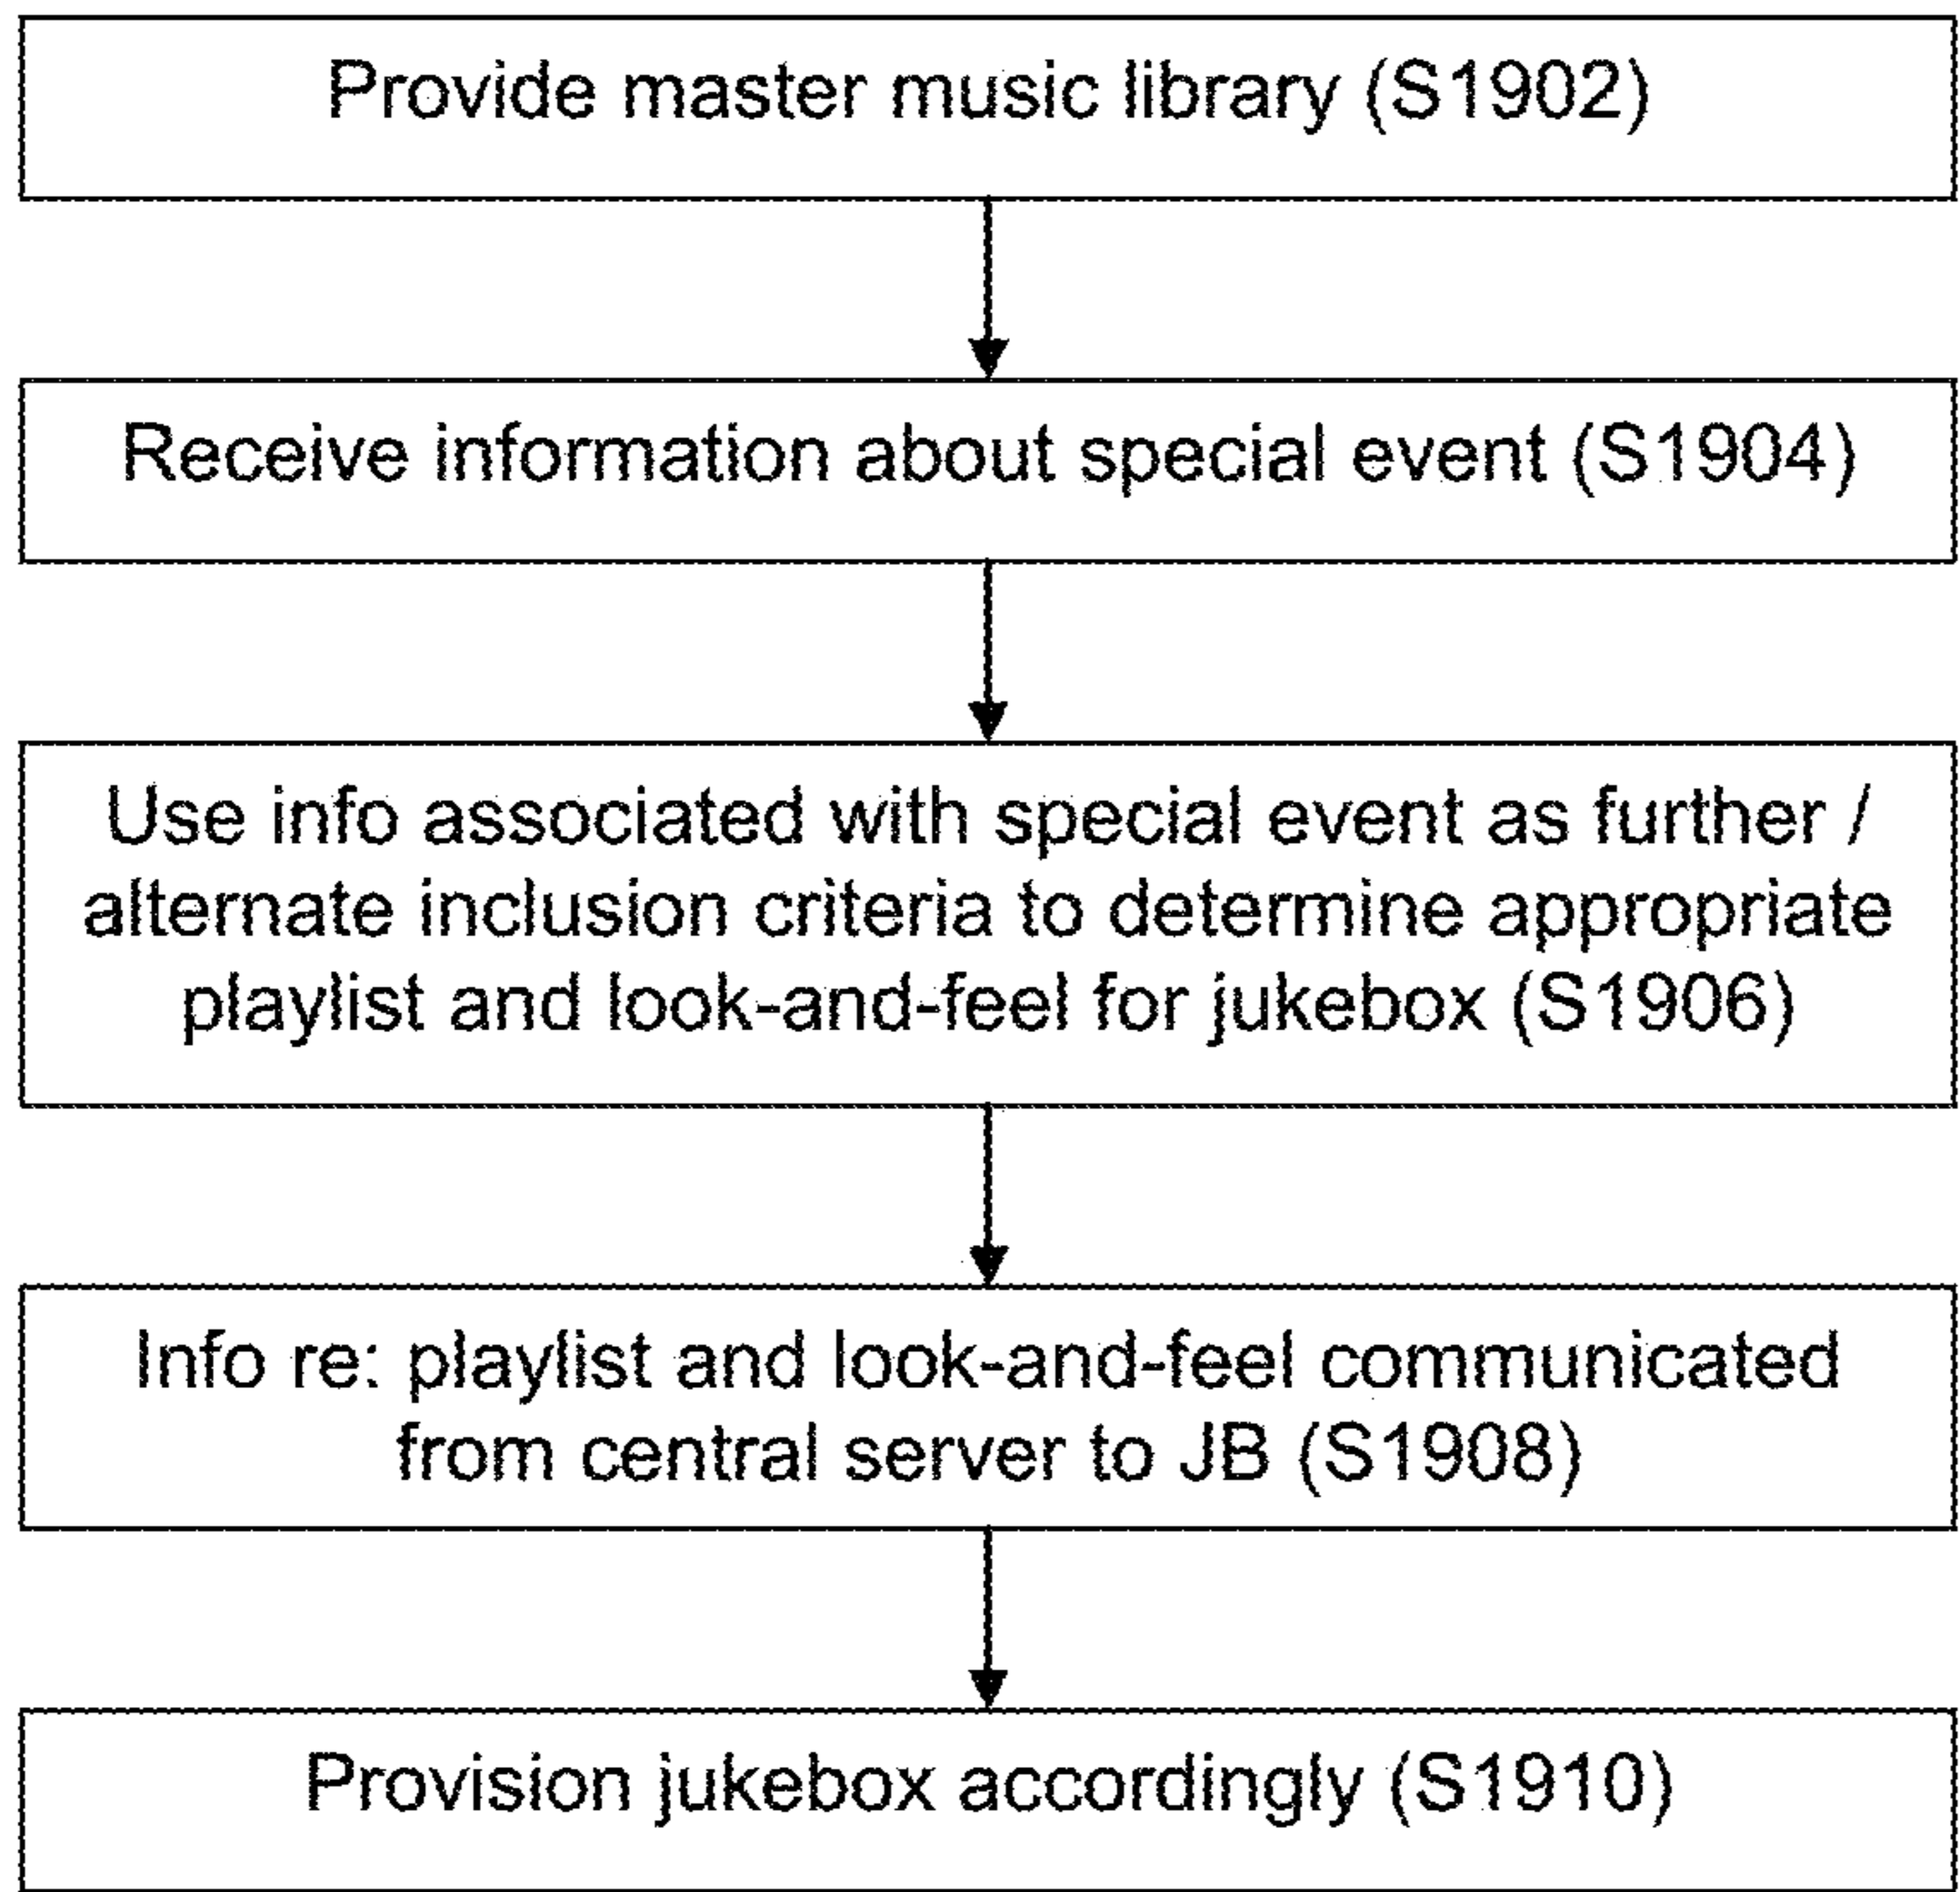 Provide master music library (S1902)
Receive information about special event (S1904)
Use info associated with special event as further /
alternate inclusion criteria to determine appropriate
playlist and look-and-feel for jukebox (S1906)
Info re: playlist and look-and-feel communicated
from central server to JB (S1908)
Provision jukebox accordingly (S1910)